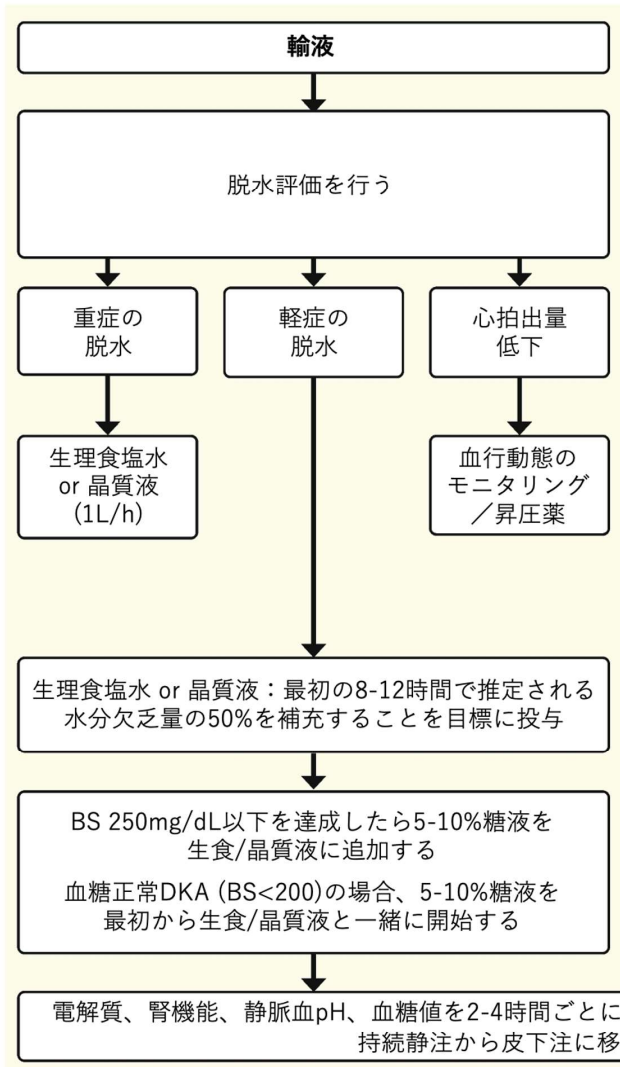 輸液
脱水評価を行う
重症の
脱水
軽症の
脱水
心拍出量
低下
生理食塩水
or 晶質液
(1L/h)
血行動態の
モニタリング
／昇圧薬
生理食塩水 or 晶質液：最初の8-12時間で推定される
水分欠乏量の50%を補充することを目標に投与
BS 250mg/dL以下を達成したら5-10%糖液を
生食/晶質液に追加する
血糖正常DKA (BS<200)の場合、5-10%糖液を
最初から生食/晶質液と一緒に開始する
電解質、腎機能、静脈血pH、血糖値を2-4時間ごとに
持続静注から皮下注に移